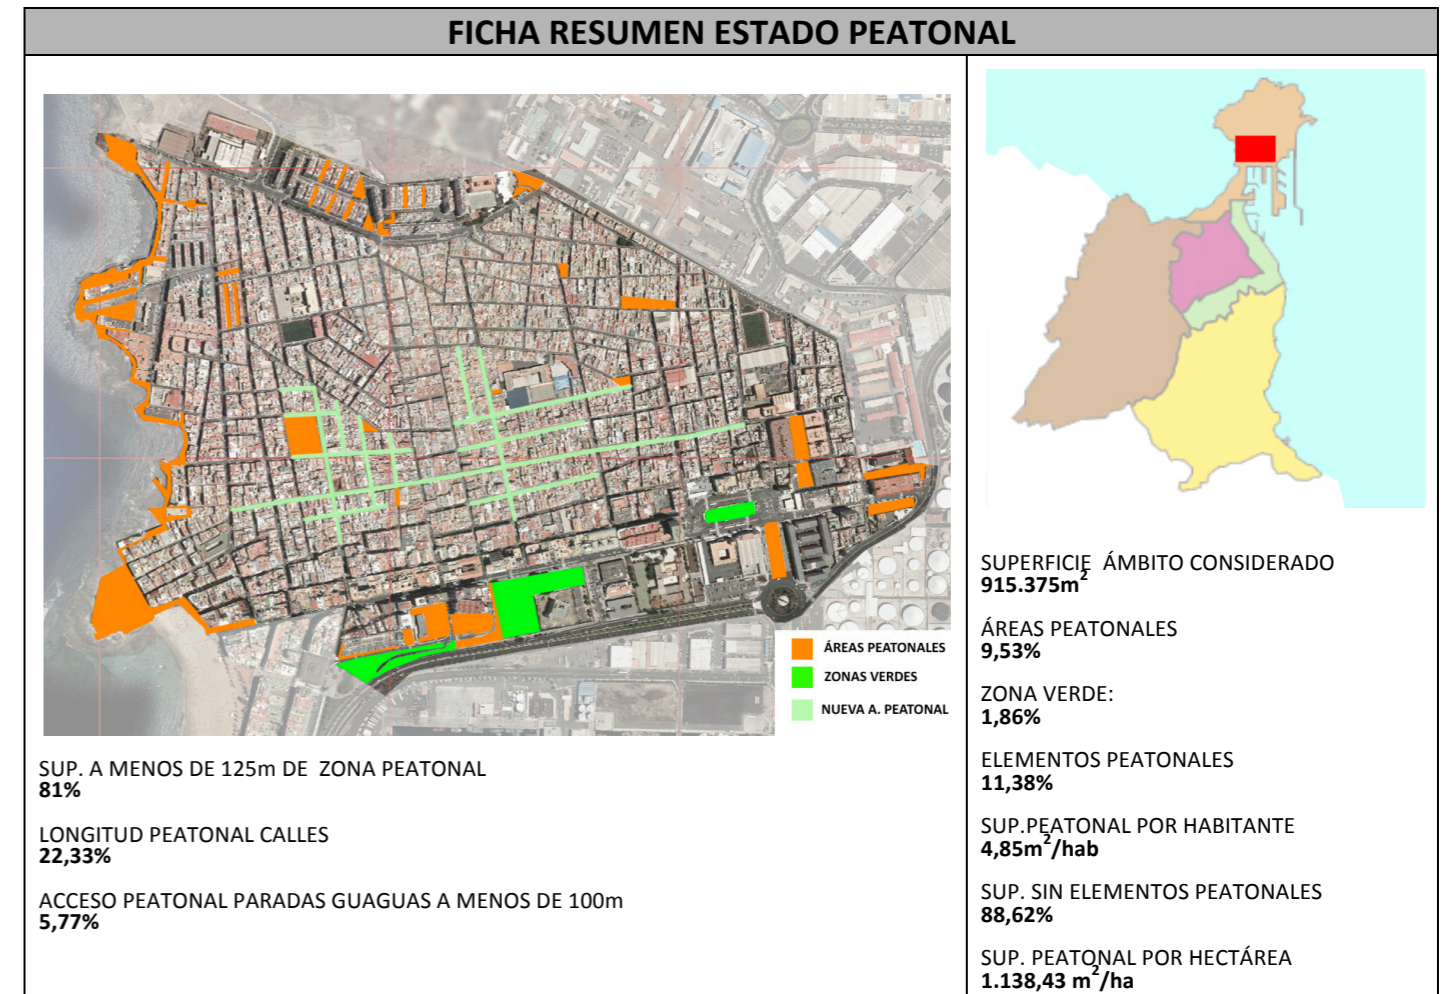 FICHA RESUMEN ESTADO PEATONAL
ÁREAS PEATONALES
ZONAS VERDES
NUEVA A. PEATONAL
SUP. A MENOS DE 125m DE  ZONA PEATONAL
81%
LONGITUD PEATONAL CALLES
22,33%
ACCESO PEATONAL PARADAS GUAGUAS A MENOS DE 100m
5,77%
SUPERFICIE  ÁMBITO CONSIDERADO
915.375m²
ÁREAS PEATONALES
9,53%
ZONA VERDE:
1,86%
ELEMENTOS PEATONALES
11,38%
SUP.PEATONAL POR HABITANTE
4,85m²/hab
SUP. SIN ELEMENTOS PEATONALES
88,62%
SUP. PEATONAL POR HECTÁREA
1.138,43 m²/ha